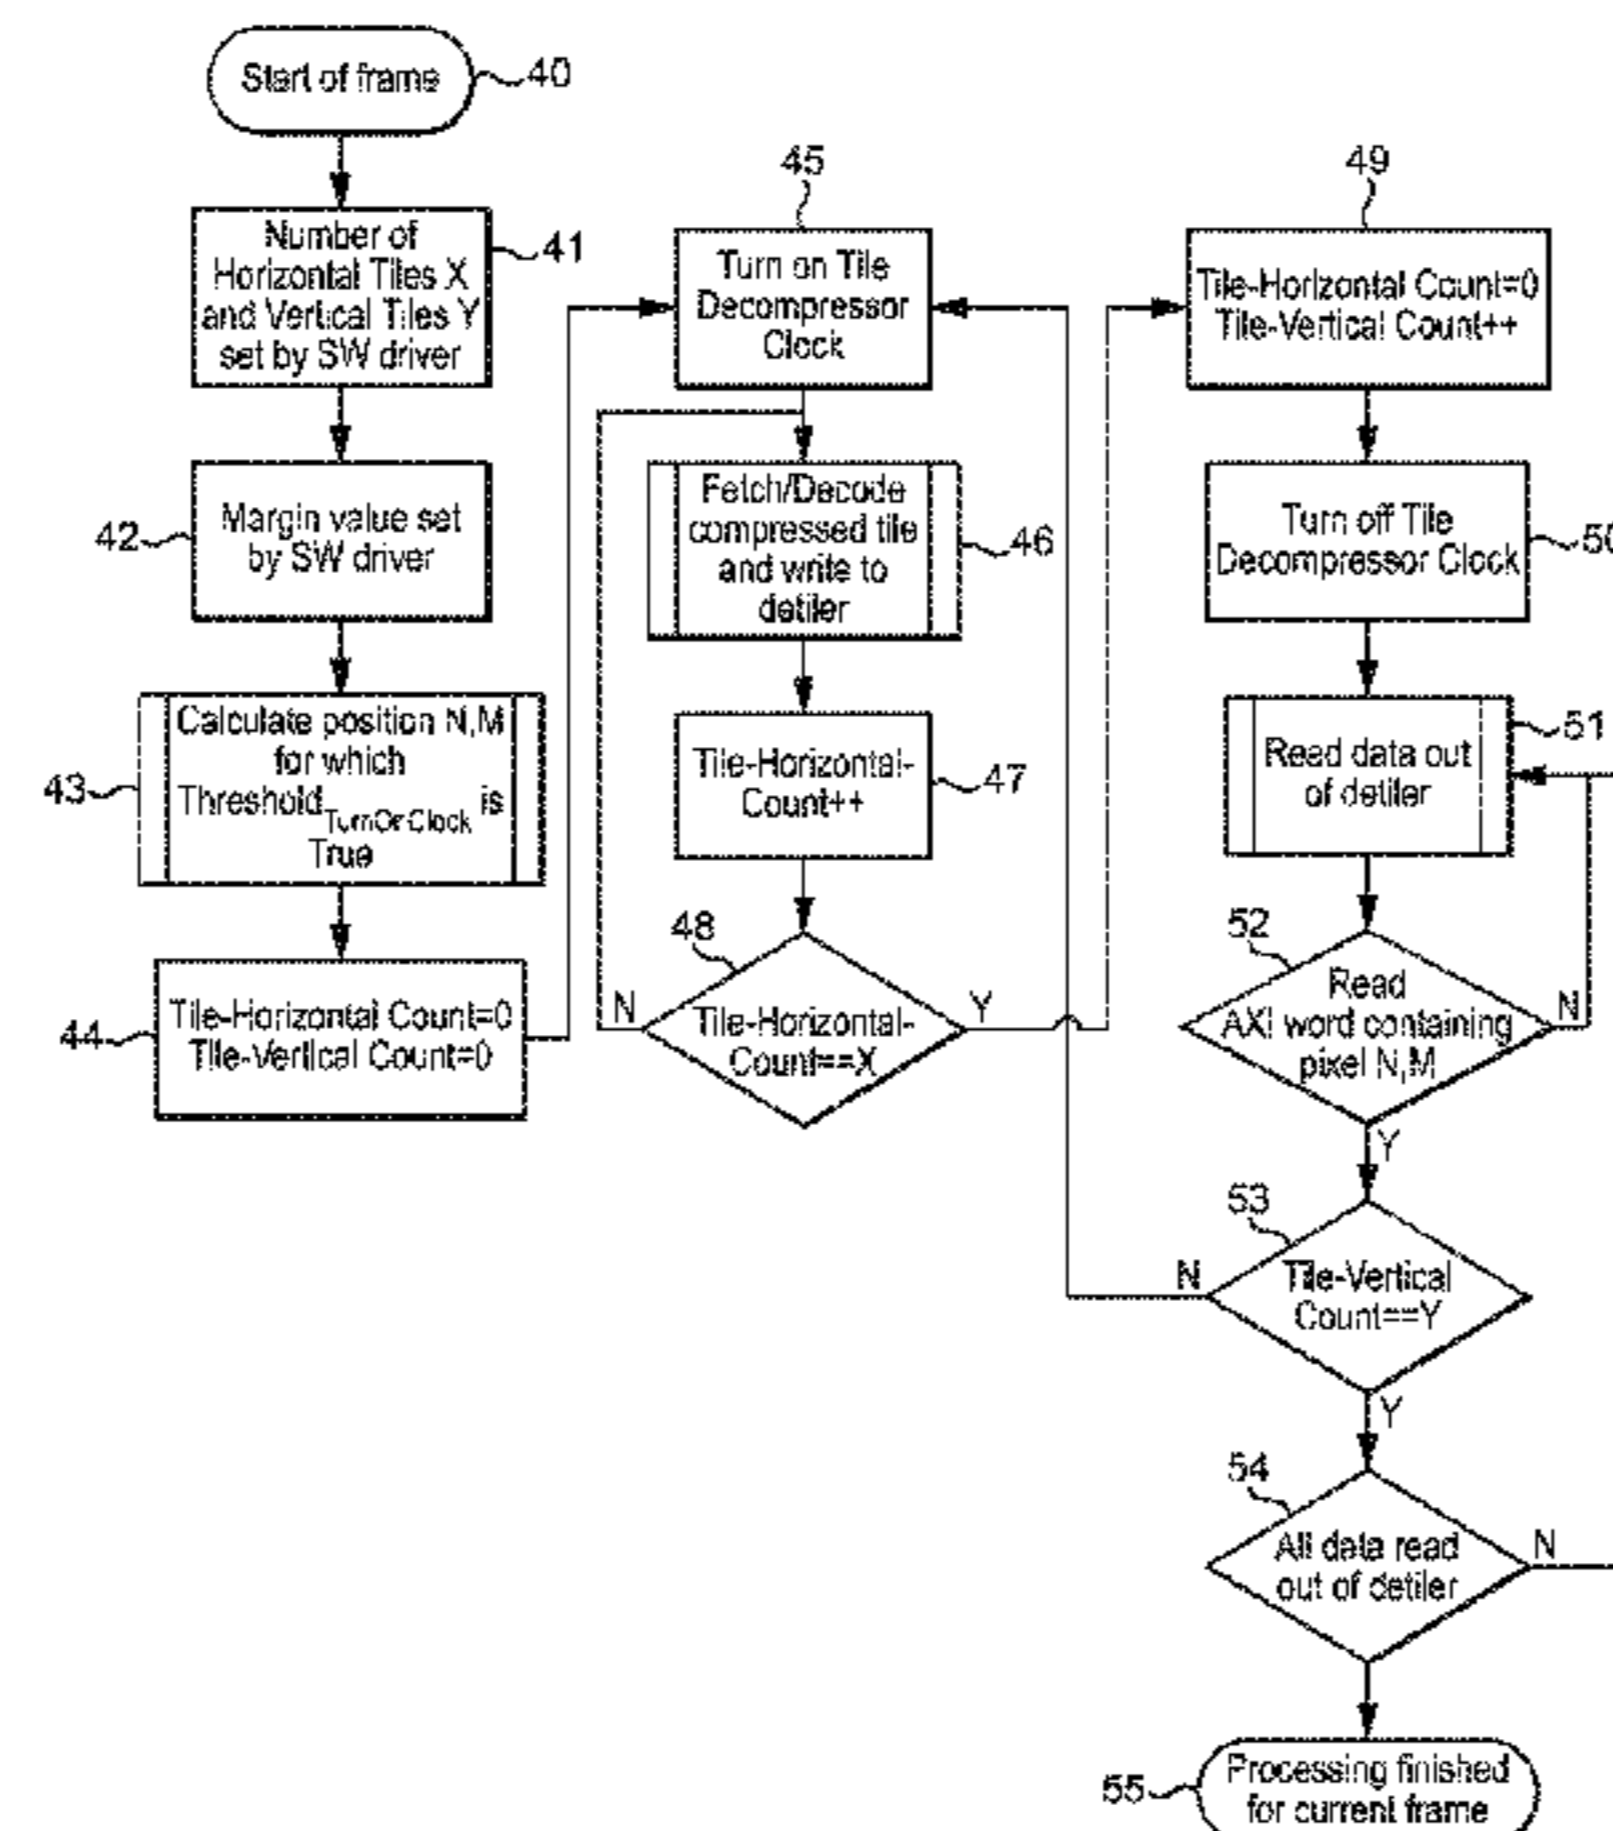 Start of frame
40
Number of
Horizontal Tiles X
and Vertical Tiles Y
set by SW driver
41
Margin value set
by SW driver
42
Calculate position N,M
for which
Threshold TurnOnClock is
True
43
Tile-Horizontal Count=0
Tile-Vertical Count=0
44
45
Turn on Tile
Decompressor
Clock
Fetch/Decode
compressed tile
and write to
detiler
46
Tile-Horizontal-
Count++
47
48
Tile-Horizontal-
Count==X
N
Y
49
Tile-Horizontal Count=0
Tile-Vertical Count++
Turn off Tile
Decompressor Clock
50
Read data out
of detiler
51
52
Read
AXI word containing
pixel N,M
N
Y
53
Tile-Vertical
Count==Y
N
Y
54
All data read
out of detiler
N
55
Processing finished
for current frame